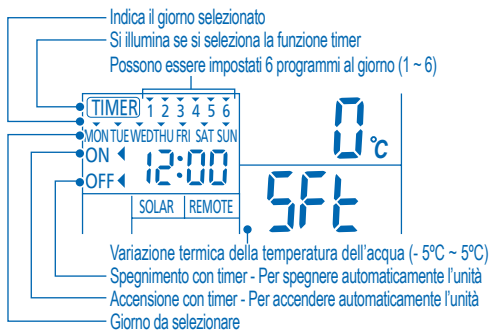 Indica il giorno selezionato
Si illumina se si seleziona la funzione timer
Possono essere impostati 6 programmi al giorno (1 ~ 6)
TIMER 1 2 3 4 5 6
MON TUE WED THU FRI SAT SUN
ON
12:00
OFF
SOLAR REMOTE
0 °C
SFt
Variazione termica della temperatura dell'acqua (- 5ºC ~ 5ºC)
Spegnimento con timer - Per spegnere automaticamente l'unità
Accensione con timer - Per accendere automaticamente l'unità
Giorno da selezionare